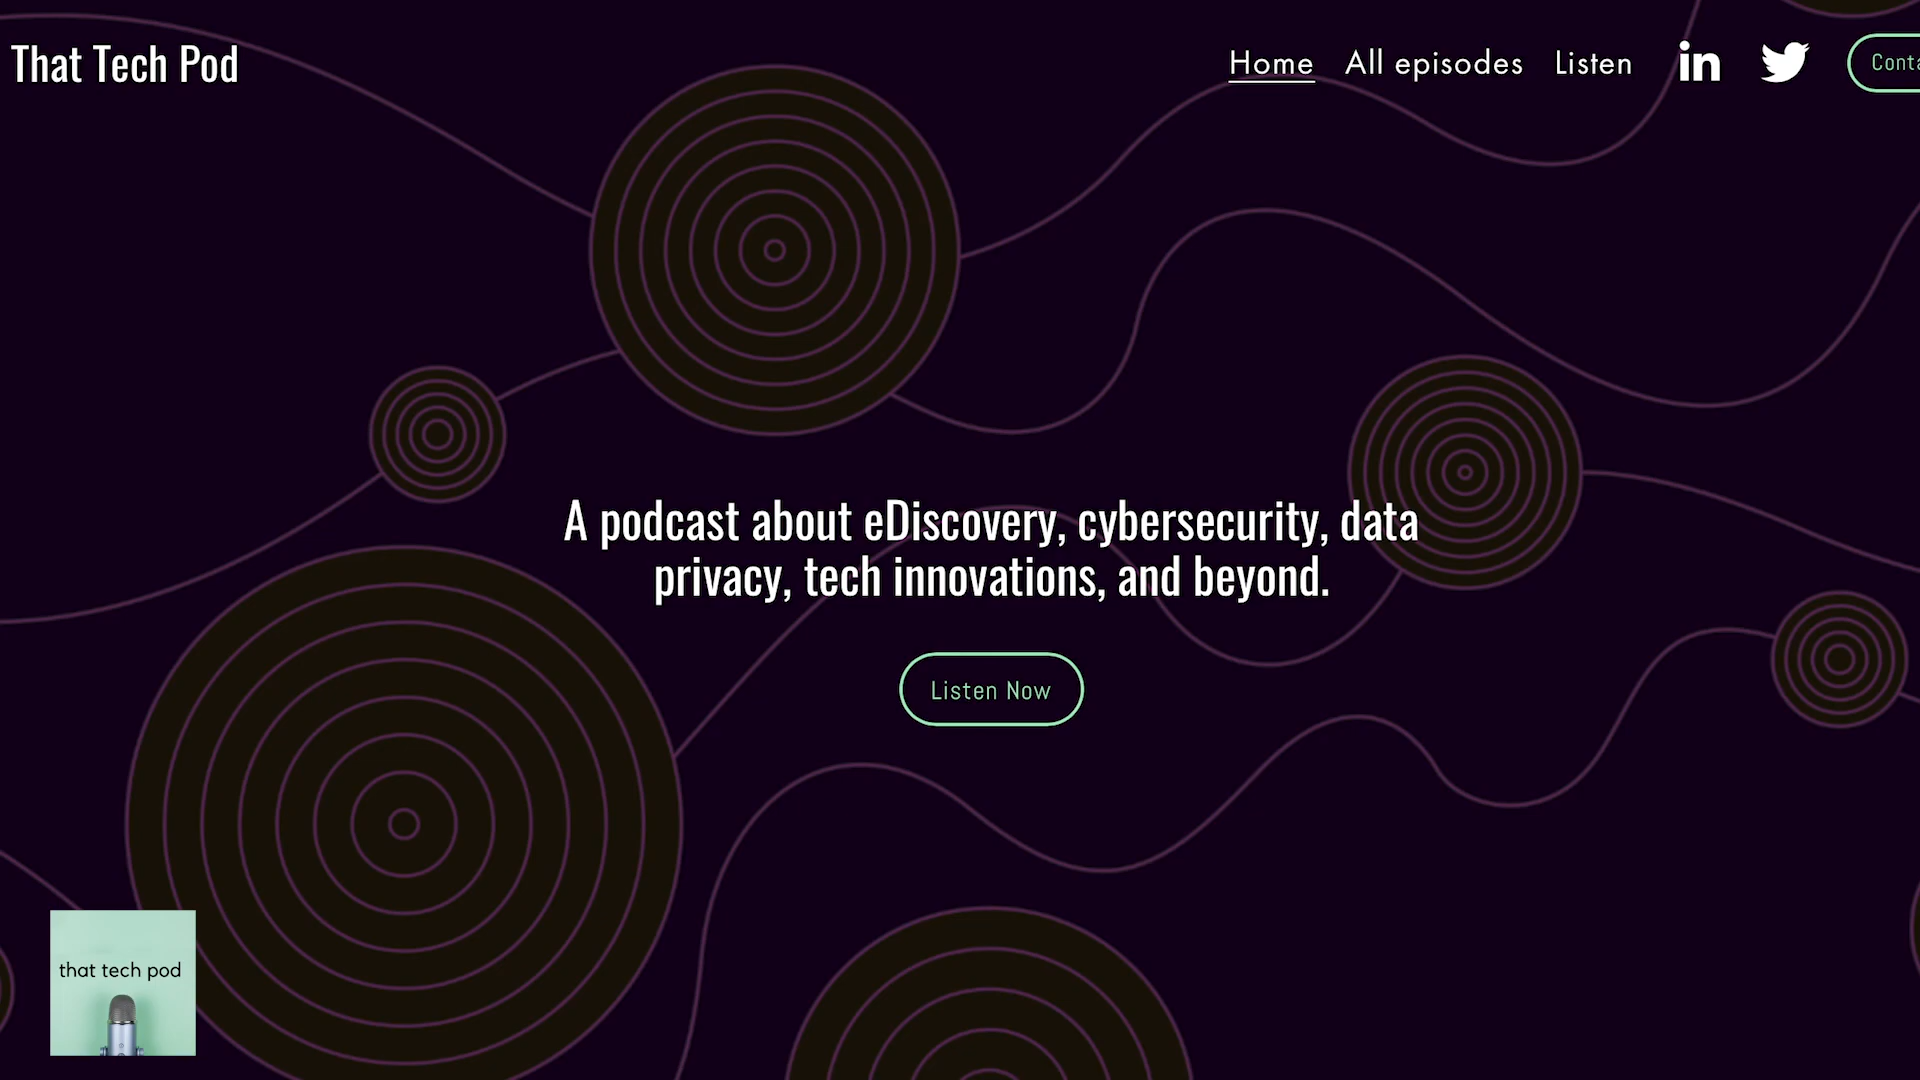 That Tech Pod
Home All episodes Listen in
A podcast about eDiscovery, cybersecurity, data
privacy, tech innovations, and beyond.
Listen Now
that tech pod